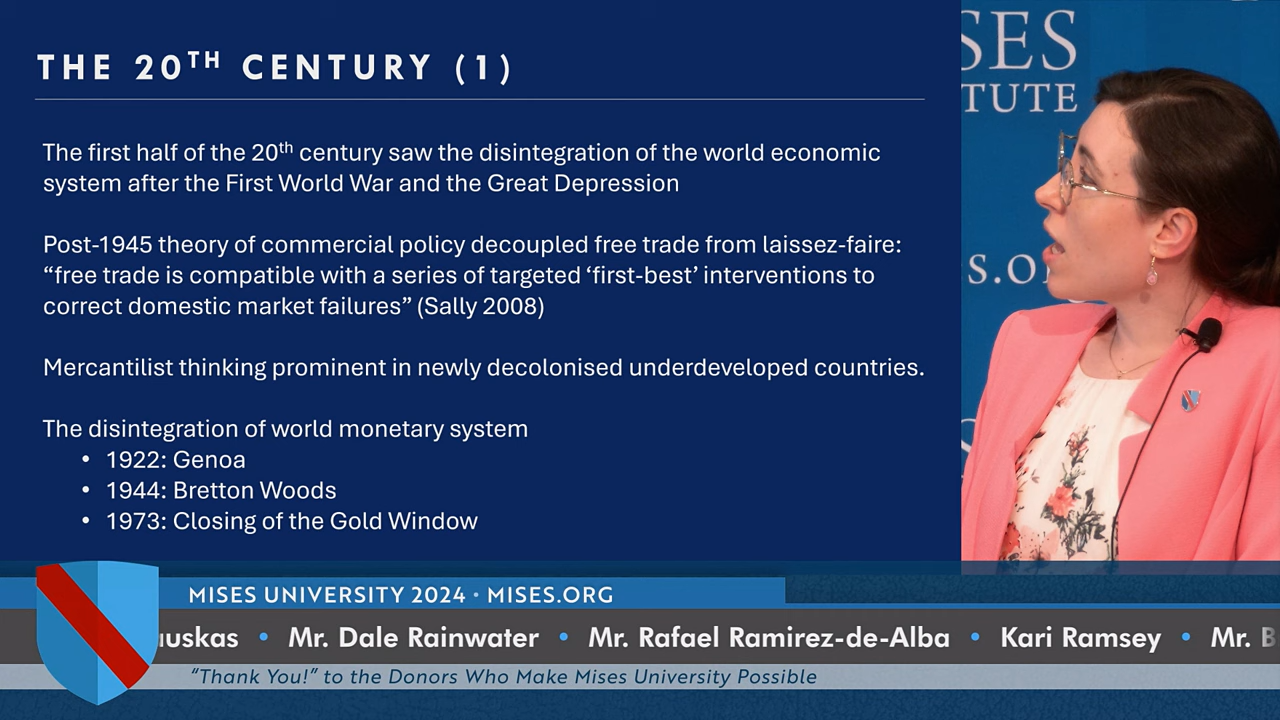 THE 20TH CENTURY (1)
The first half of the 20th century saw the disintegration of the world economic
system after the First World War and the Great Depression
Post-1945 theory of commercial policy decoupled free trade from laissez-faire:
“free trade is compatible with a series of targeted ‘first-best’ interventions to
correct domestic market failures” (Sally 2008)
Mercantilist thinking prominent in newly decolonised underdeveloped countries.
The disintegration of world monetary system
• 1922: Genoa
• 1944: Bretton Woods
• 1973: Closing of the Gold Window
SES
TUTE
s.o
MISES UNIVERSITY 2024 • MISES.ORG
auskas • Mr. Dale Rainwater • Mr. Rafael Ramirez-de-Alba • Kari Ramsey • Mr. B
“Thank You!” to the Donors Who Make Mises University Possible